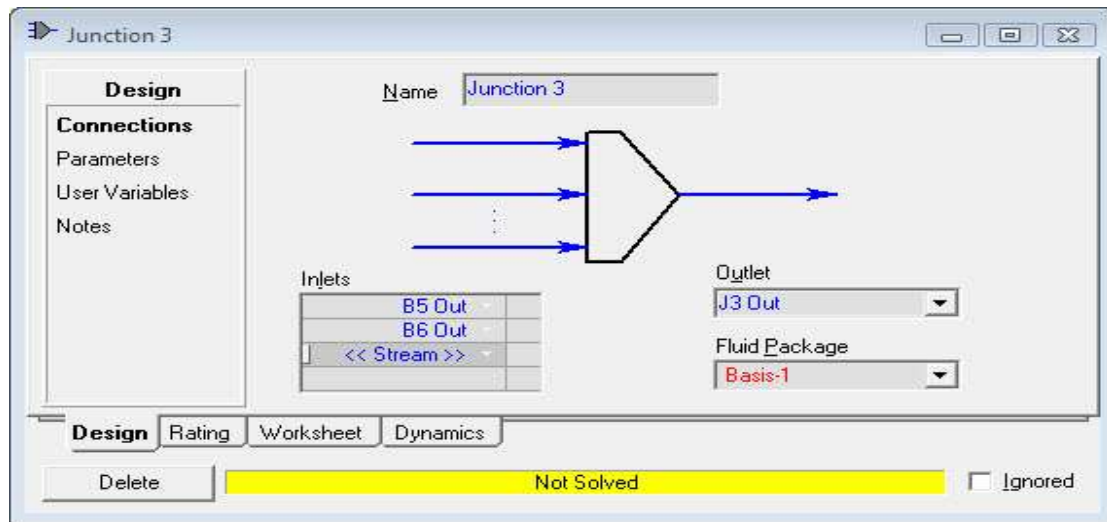 Junction 3
Design
Connections
Parameters
User Variables
Notes
Name Junction 3
Inlets
B5 Out
B6 Out
<< Stream >>
Outlet
J3 Out
Fluid Package
Basis-1
Design Rating Worksheet Dynamics
Delete Not Solved Ignored